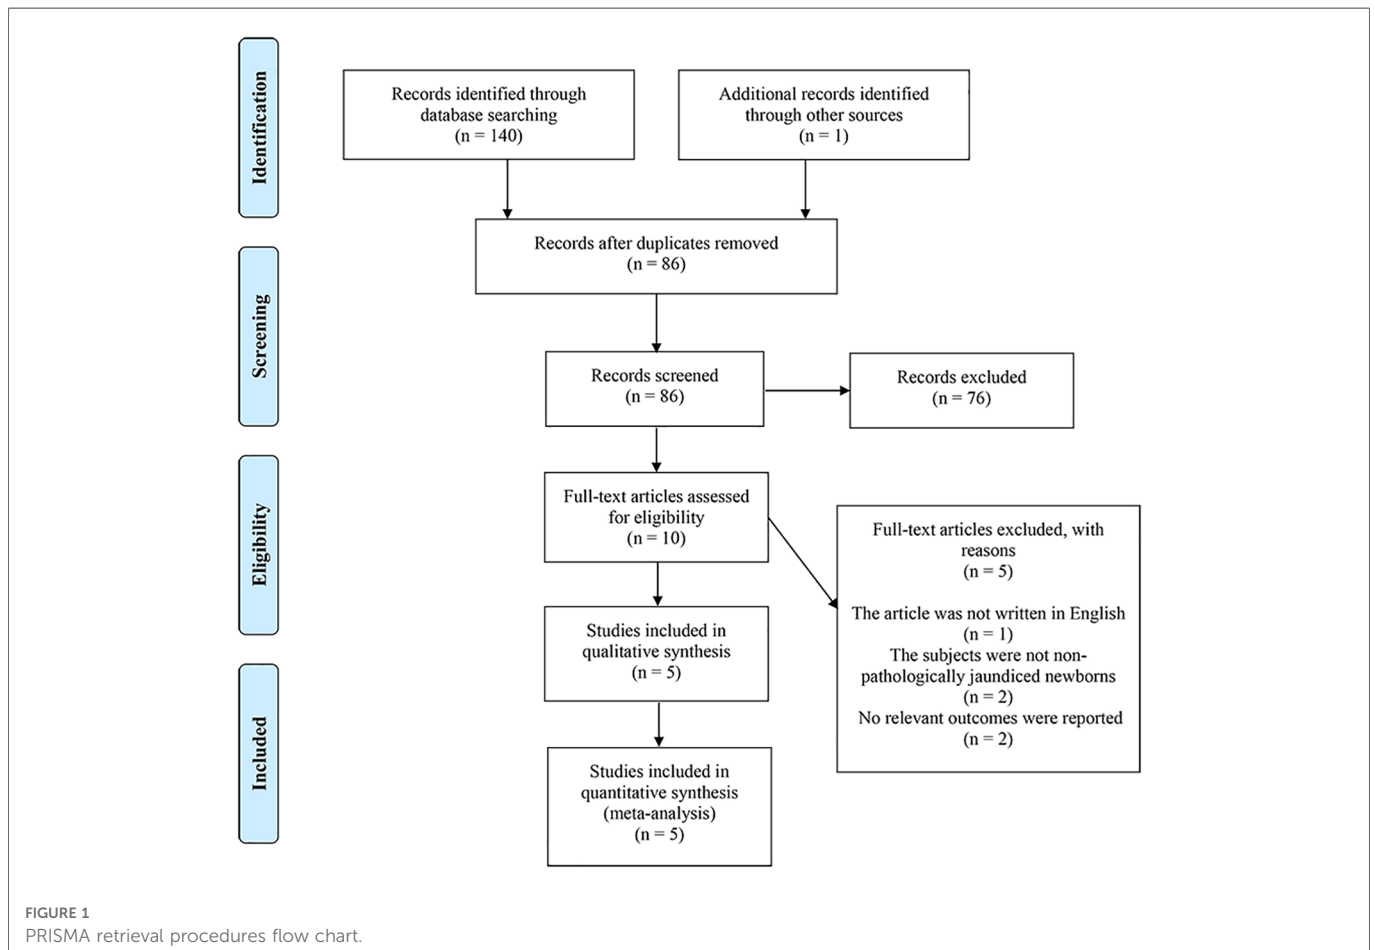 Identification
Records identified through
database searching
(n = 140)
Additional records identified
through other sources
(n = 1)
Records after duplicates removed
(n = 86)
Screening
Records screened
(n = 86)
Records excluded
(n = 76)
Eligibility
Full-text articles assessed
for eligibility
(n = 10)
Full-text articles excluded, with
reasons
(n = 5)
The article was not written in English
(n = 1)
The subjects were not non-
pathologically jaundiced newborns
(n = 2)
No relevant outcomes were reported
(n = 2)
Studies included in
qualitative synthesis
(n = 5)
Included
Studies included in
quantitative synthesis
(meta-analysis)
(n = 5)
FIGURE 1
PRISMA retrieval procedures flow chart.